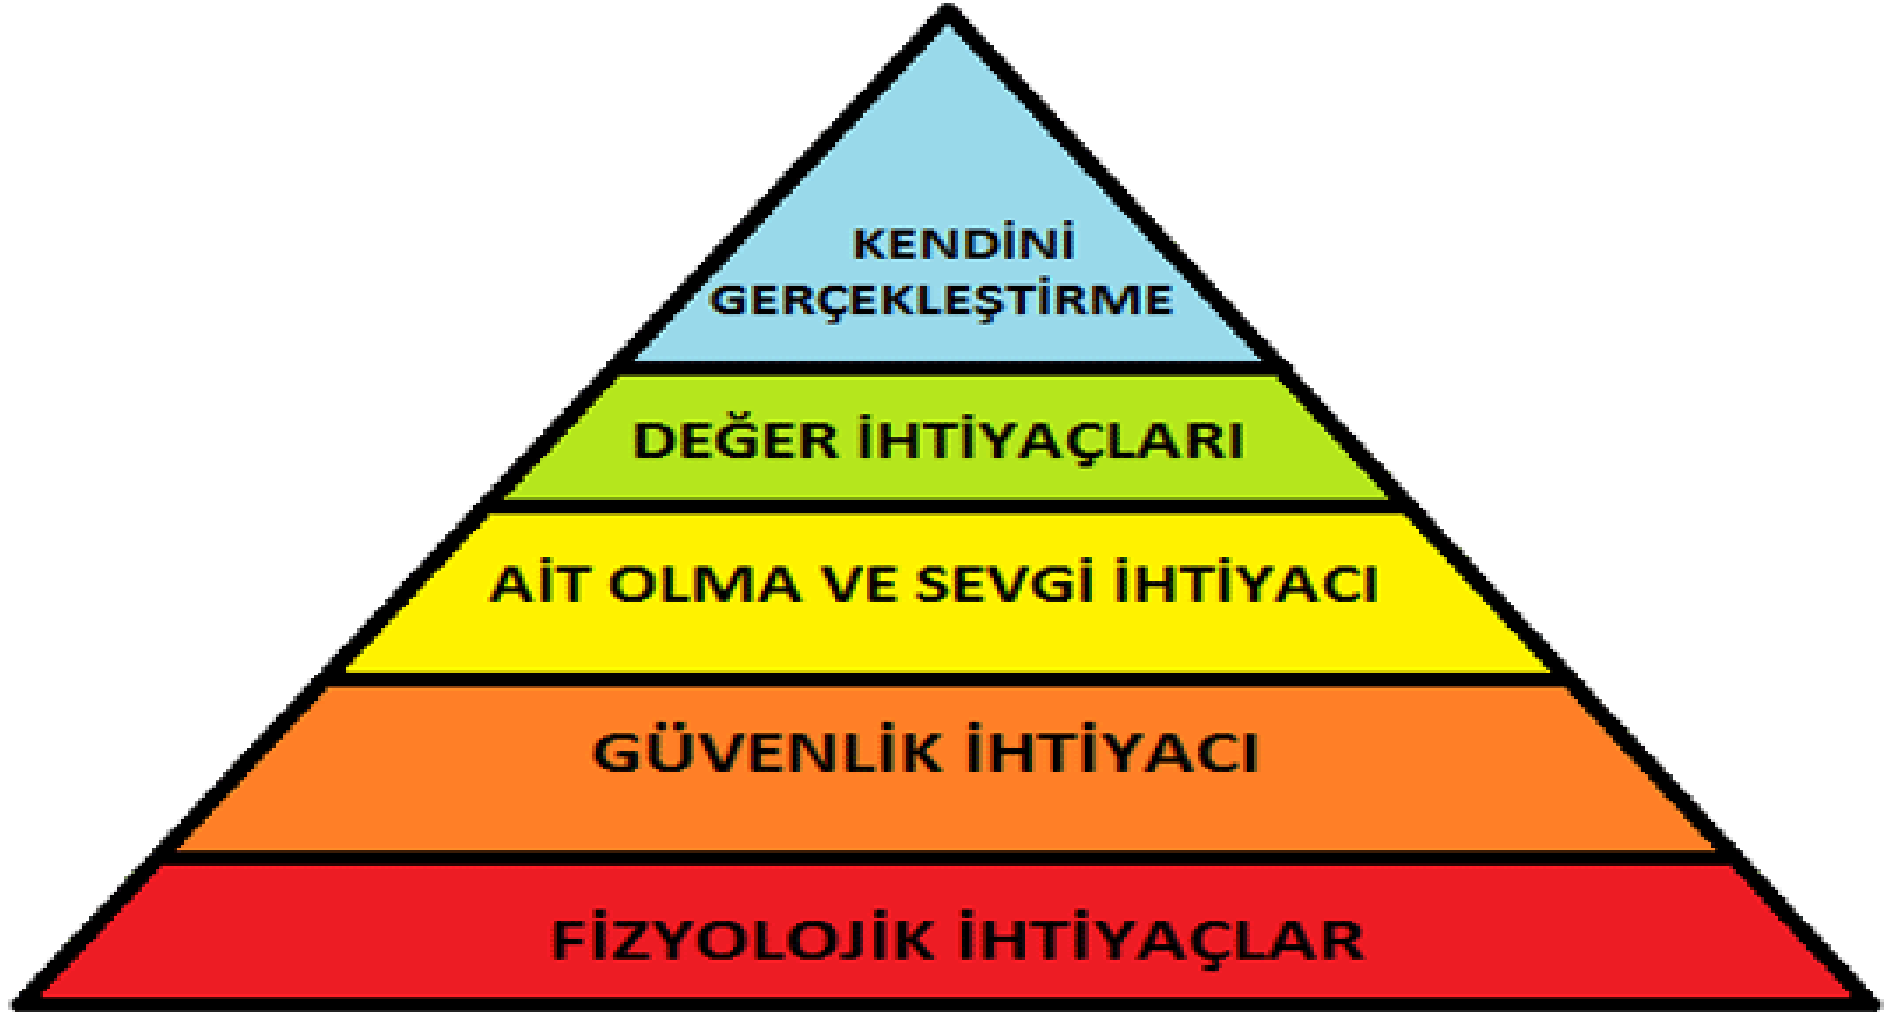 KENDİNİ
GERÇEKLEŞTİRME
DEĞER İHTİYAÇLARI
AİT OLMA VE SEVGİ İHTİYACI
GÜVENLİK İHTİYACI
FİZYOLOJİK İHTİYAÇLAR